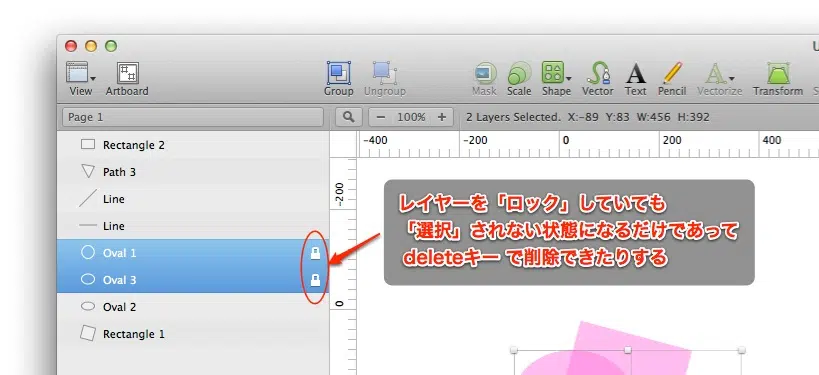 U
View
Artboard
Group
Ungroup
Mask
Scale
Shape
Vector
Text
Pencil
Vectorize
Transform
S
Page 1
100%
2 Layers Selected. X:-89 Y:83 W:456 H:392
-400
-200
0
200
400
-200
0
Rectangle 2
Path 3
Line
Line
Oval 1
Oval 3
Oval 2
Rectangle 1
レイヤーを「ロック」していても
「選択」されない状態になるだけであって
deleteキー で削除できたりする